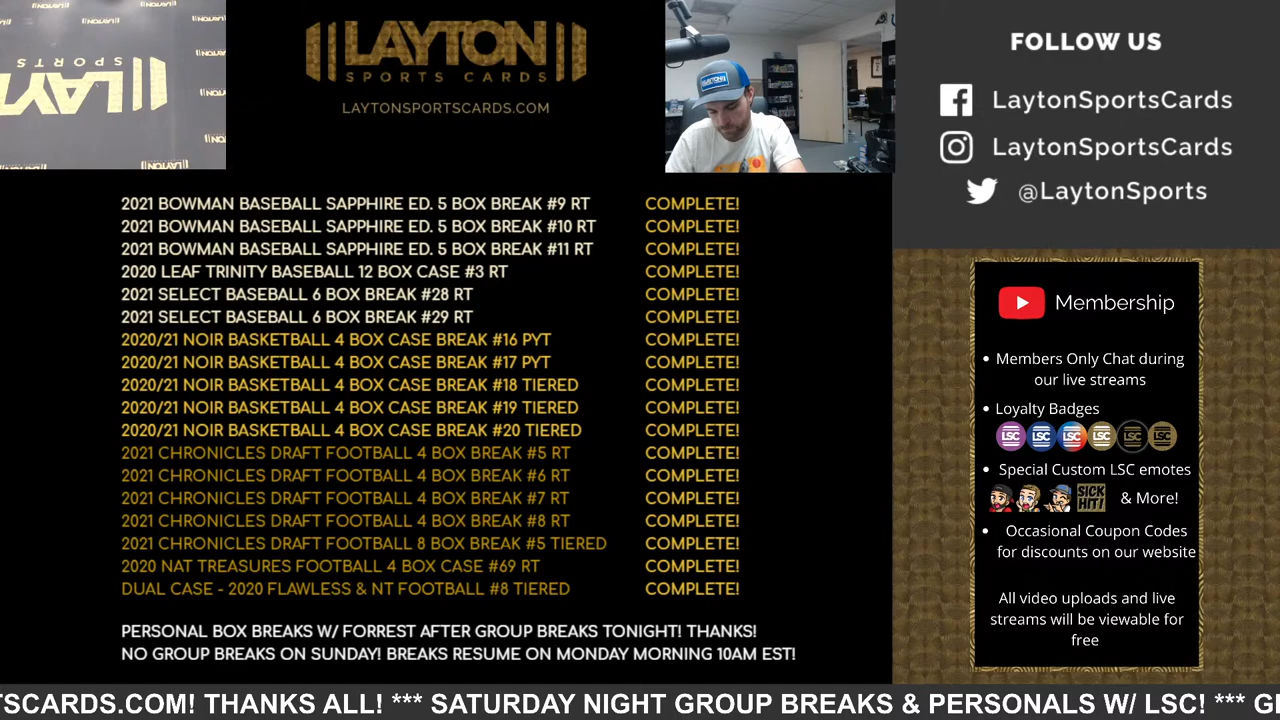 LAYTON
SPORTS CARDS
LAYTONSPORTSCARDS.COM
FOLLOW US
LaytonSportsCards
LaytonSportsCards
@LaytonSports
2021 BOWMAN BASEBALL SAPPHIRE ED. 5 BOX BREAK #9 RT COMPLETE!
2021 BOWMAN BASEBALL SAPPHIRE ED. 5 BOX BREAK #10 RT COMPLETE!
2021 BOWMAN BASEBALL SAPPHIRE ED. 5 BOX BREAK #11 RT COMPLETE!
2020 LEAF TRINITY BASEBALL 12 BOX CASE #3 RT COMPLETE!
2021 SELECT BASEBALL 6 BOX BREAK #28 RT COMPLETE!
2021 SELECT BASEBALL 6 BOX BREAK #29 RT COMPLETE!
2020/21 NOIR BASKETBALL 4 BOX CASE BREAK #16 PYT COMPLETE!
2020/21 NOIR BASKETBALL 4 BOX CASE BREAK #17 PYT COMPLETE!
2020/21 NOIR BASKETBALL 4 BOX CASE BREAK #18 TIERED COMPLETE!
2020/21 NOIR BASKETBALL 4 BOX CASE BREAK #19 TIERED COMPLETE!
2020/21 NOIR BASKETBALL 4 BOX CASE BREAK #20 TIERED COMPLETE!
2021 CHRONICLES DRAFT FOOTBALL 4 BOX BREAK #5 RT COMPLETE!
2021 CHRONICLES DRAFT FOOTBALL 4 BOX BREAK #6 RT COMPLETE!
2021 CHRONICLES DRAFT FOOTBALL 4 BOX BREAK #7 RT COMPLETE!
2021 CHRONICLES DRAFT FOOTBALL 4 BOX BREAK #8 RT COMPLETE!
2021 CHRONICLES DRAFT FOOTBALL 8 BOX BREAK #5 TIERED COMPLETE!
2020 NAT TREASURES FOOTBALL 4 BOX CASE #69 RT COMPLETE!
DUAL CASE - 2020 FLAWLESS & NT FOOTBALL #8 TIERED COMPLETE!
PERSONAL BOX BREAKS W/ FORREST AFTER GROUP BREAKS TONIGHT! THANKS!
NO GROUP BREAKS ON SUNDAY! BREAKS RESUME ON MONDAY MORNING 10AM EST!
Membership
• Members Only Chat during
our live streams
• Loyalty Badges
LSC LSC LSC LSC LSC LSC
• Special Custom LSC emotes
SICK HIT! & More!
• Occasional Coupon Codes
for discounts on our website
All video uploads and live
streams will be viewable for
free
TSCARDS.COM! THANKS ALL! *** SATURDAY NIGHT GROUP BREAKS & PERSONALS W/ LSC! *** G